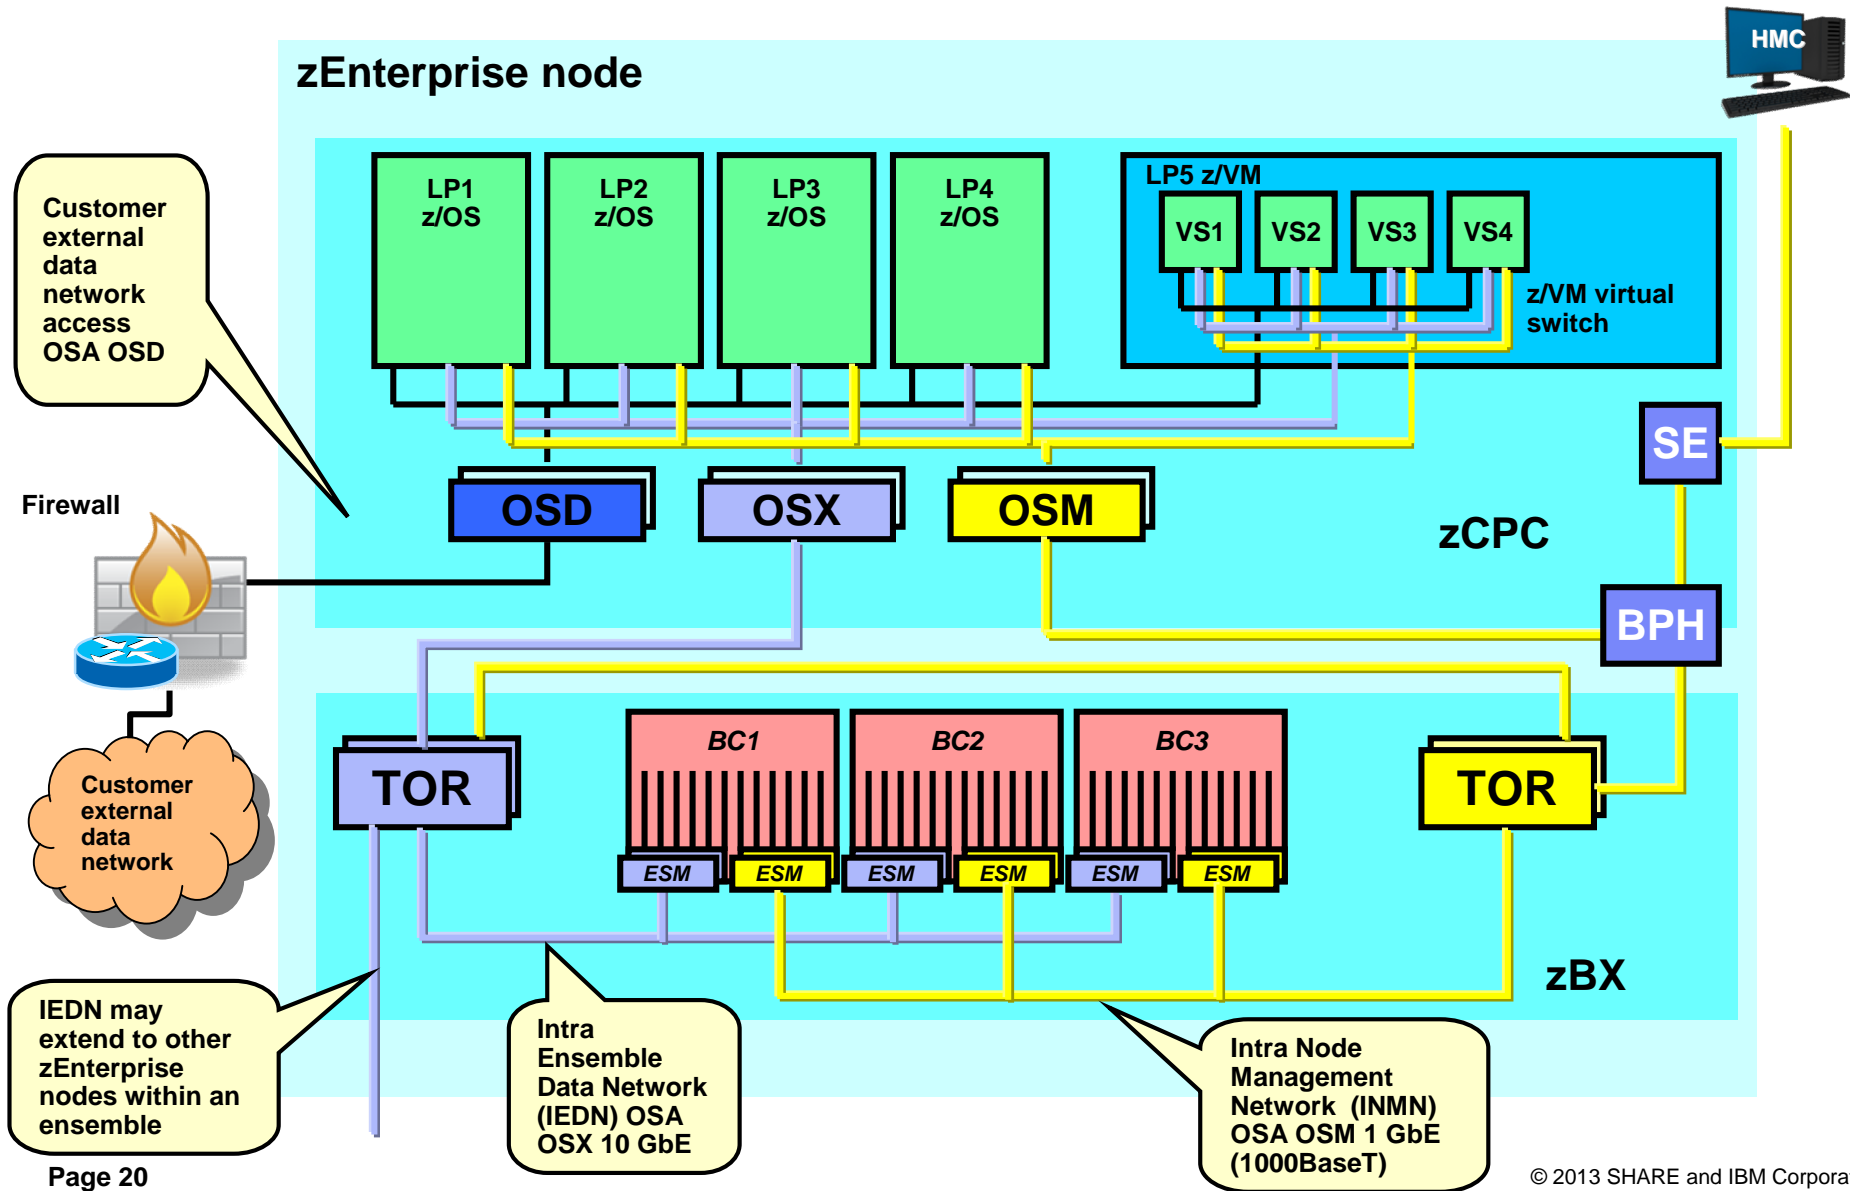 HMC
zEnterprise node
LP1
z/OS
LP2
z/OS
LP3
z/OS
LP4
z/OS
LP5 z/VM
VS1
VS2
VS3
VS4
z/VM virtual
switch
Customer
external
data
network
access
OSA OSD
SE
OSD
OSX
OSM
zCPC
Firewall
BPH
BC1
BC2
BC3
TOR
TOR
Customer
external
data
network
ESM
ESM
ESM
ESM
ESM
ESM
zBX
IEDN may
extend to other
zEnterprise
nodes within an
ensemble
Intra
Ensemble
Data Network
(IEDN) OSA
OSX 10 GbE
Intra Node
Management
Network (INMN)
OSA OSM 1 GbE
(1000BaseT)
Page 20
© 2013 SHARE and IBM Corporat